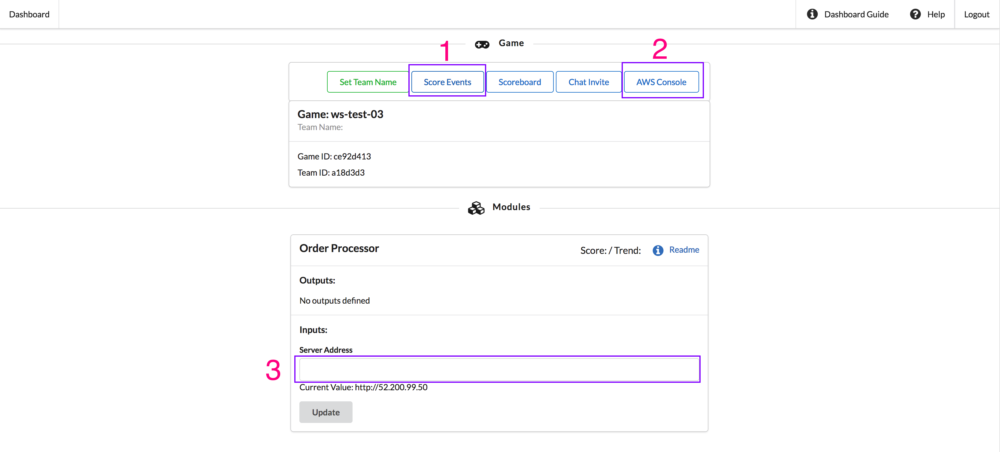 Dashboard
Dashboard Guide
Help
Logout
Game
1
2
Set Team Name
Score Events
Scoreboard
Chat Invite
AWS Console
Game: ws-test-03
Team Name:
Game ID: ce92d413
Team ID: a18d3d3
Modules
Order Processor
Score: / Trend:
Readme
Outputs:
No outputs defined
Inputs:
Server Address
3
Current Value: http://52.200.99.50
Update